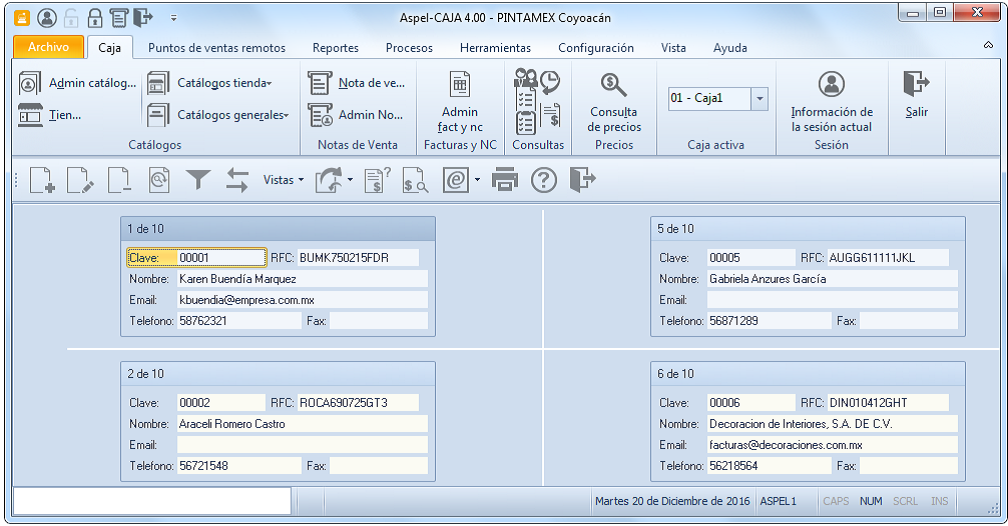 Aspel-CAJA 4.00 - PINTAMEX Coyoacán
Archivo Caja Puntos de ventas remotos Reportes Procesos Herramientas Configuración Vista Ayuda
Admin catálog... Catálogos tienda Nota de ve...
Tien... Catálogos generales Admin No...
Admin fact y nc
Consulta de precios
01 - Caja1
Información de la sesión actual
Salir
Catálogos Notas de Venta Facturas y NC Consultas Precios Caja activa Sesión
Vistas
1 de 10
Clave: 00001 RFC: BUMK750215FDR
Nombre: Karen Buendía Marquez
Email: kbuendia@empresa.com.mx
Telefono: 58762321 Fax:
5 de 10
Clave: 00005 RFC: AUGG611111JKL
Nombre: Gabriela Anzures García
Email:
Telefono: 56871289 Fax:
2 de 10
Clave: 00002 RFC: ROCA690725GT3
Nombre: Araceli Romero Castro
Email:
Telefono: 56721548 Fax:
6 de 10
Clave: 00006 RFC: DIN010412GHT
Nombre: Decoracion de Interiores, S.A. DE C.V.
Email: facturas@decoraciones.com.mx
Telefono: 56218564 Fax:
Martes 20 de Diciembre de 2016 ASPEL1 CAPS NUM SCRL INS